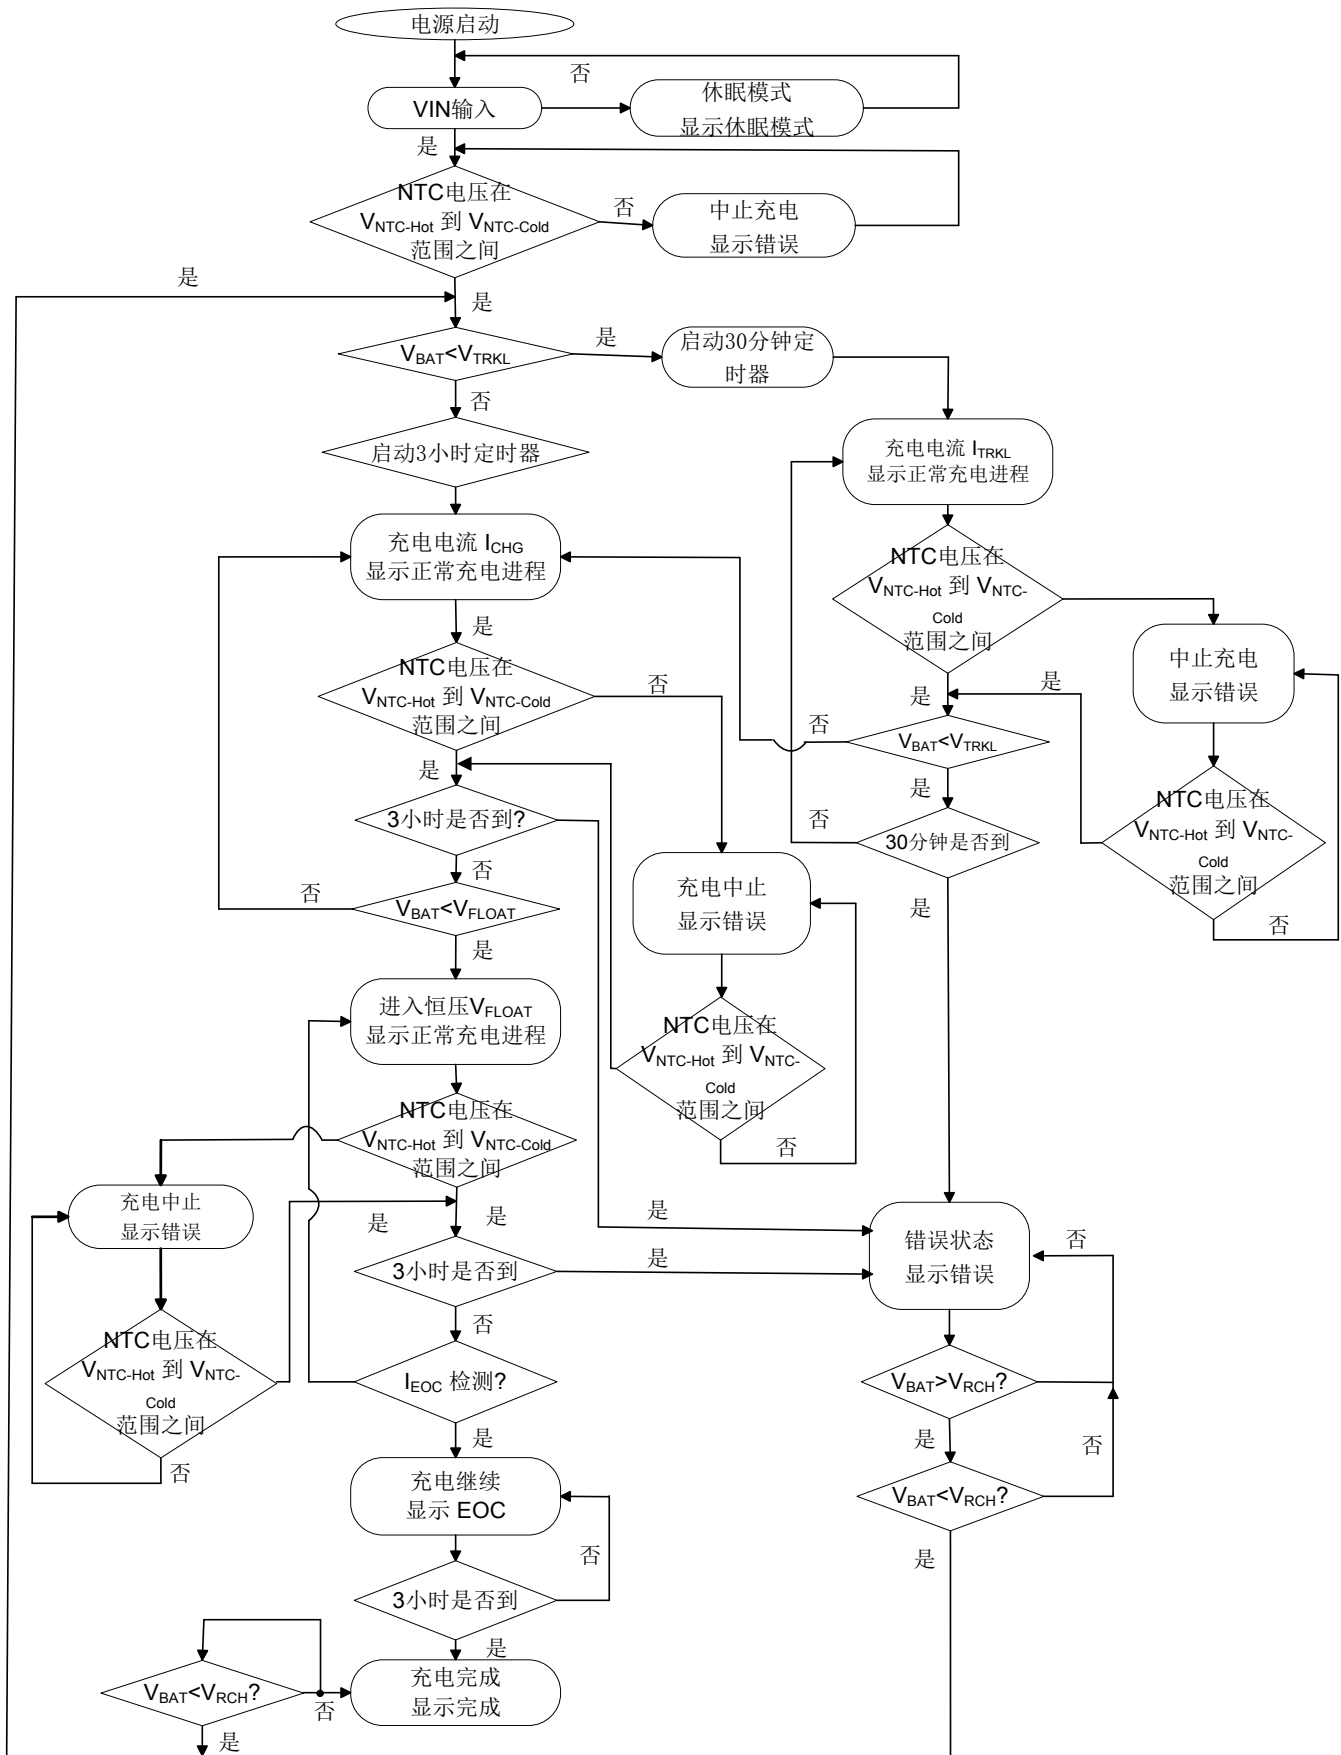 电源启动
否
VIN输入
休眠模式
显示休眠模式
是
NTC电压在
VNTC-Hot 到 VNTC-Cold
范围之间
否
中止充电
显示错误
是
是
VBAT<VTRKL
是
启动30分钟定
时器
否
启动3小时定时器
充电电流 ITRKL
显示正常充电进程
充电电流 ICHG
显示正常充电进程
NTC电压在
VNTC-Hot 到 VNTC-
Cold
范围之间
是
NTC电压在
VNTC-Hot 到 VNTC-Cold
范围之间
否
中止充电
显示错误
是
是
否
VBAT<VTRKL
是
是
NTC电压在
VNTC-Hot 到 VNTC-
Cold
范围之间
否
3小时是否到?
否
30分钟是否到
否
否
VBAT<VFLOAT
是
充电中止
显示错误
是
进入恒压VFLOAT
显示正常充电进程
NTC电压在
VNTC-Hot 到 VNTC-
Cold
范围之间
否
NTC电压在
VNTC-Hot 到 VNTC-Cold
范围之间
充电中止
显示错误
是
是
是
错误状态
显示错误
否
3小时是否到
是
否
NTC电压在
VNTC-Hot 到 VNTC-
Cold
范围之间
否
IEOC 检测?
VBAT>VRCH?
是
是
否
充电继续
显示 EOC
VBAT<VRCH?
否
是
3小时是否到
是
VBAT<VRCH?
否
充电完成
显示完成
是